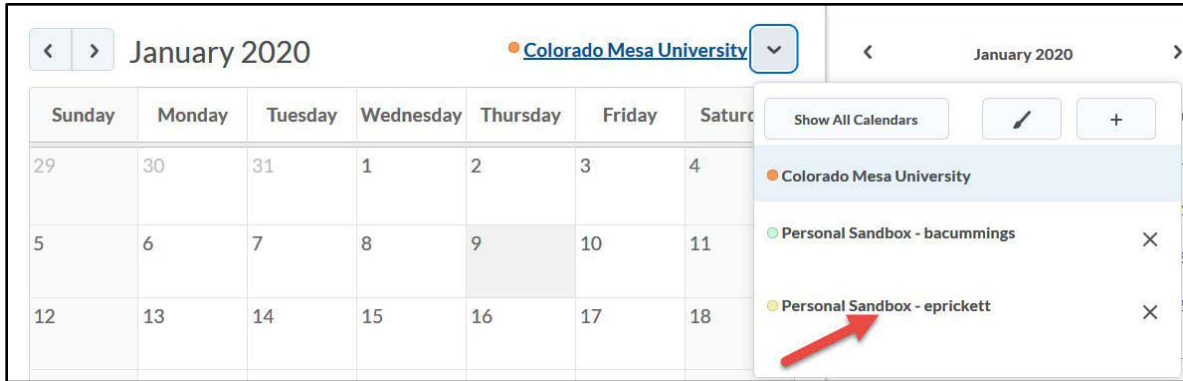 January 2020
Colorado Mesa University
January 2020
Sunday Monday Tuesday Wednesday Thursday Friday
Show All Calendars +
29 30 31 1 2 3 4
Colorado Mesa University
5 6 7 8 9 10 11
Personal Sandbox - bacummings
12 13 14 15 16 17 18
Personal Sandbox - eprickett